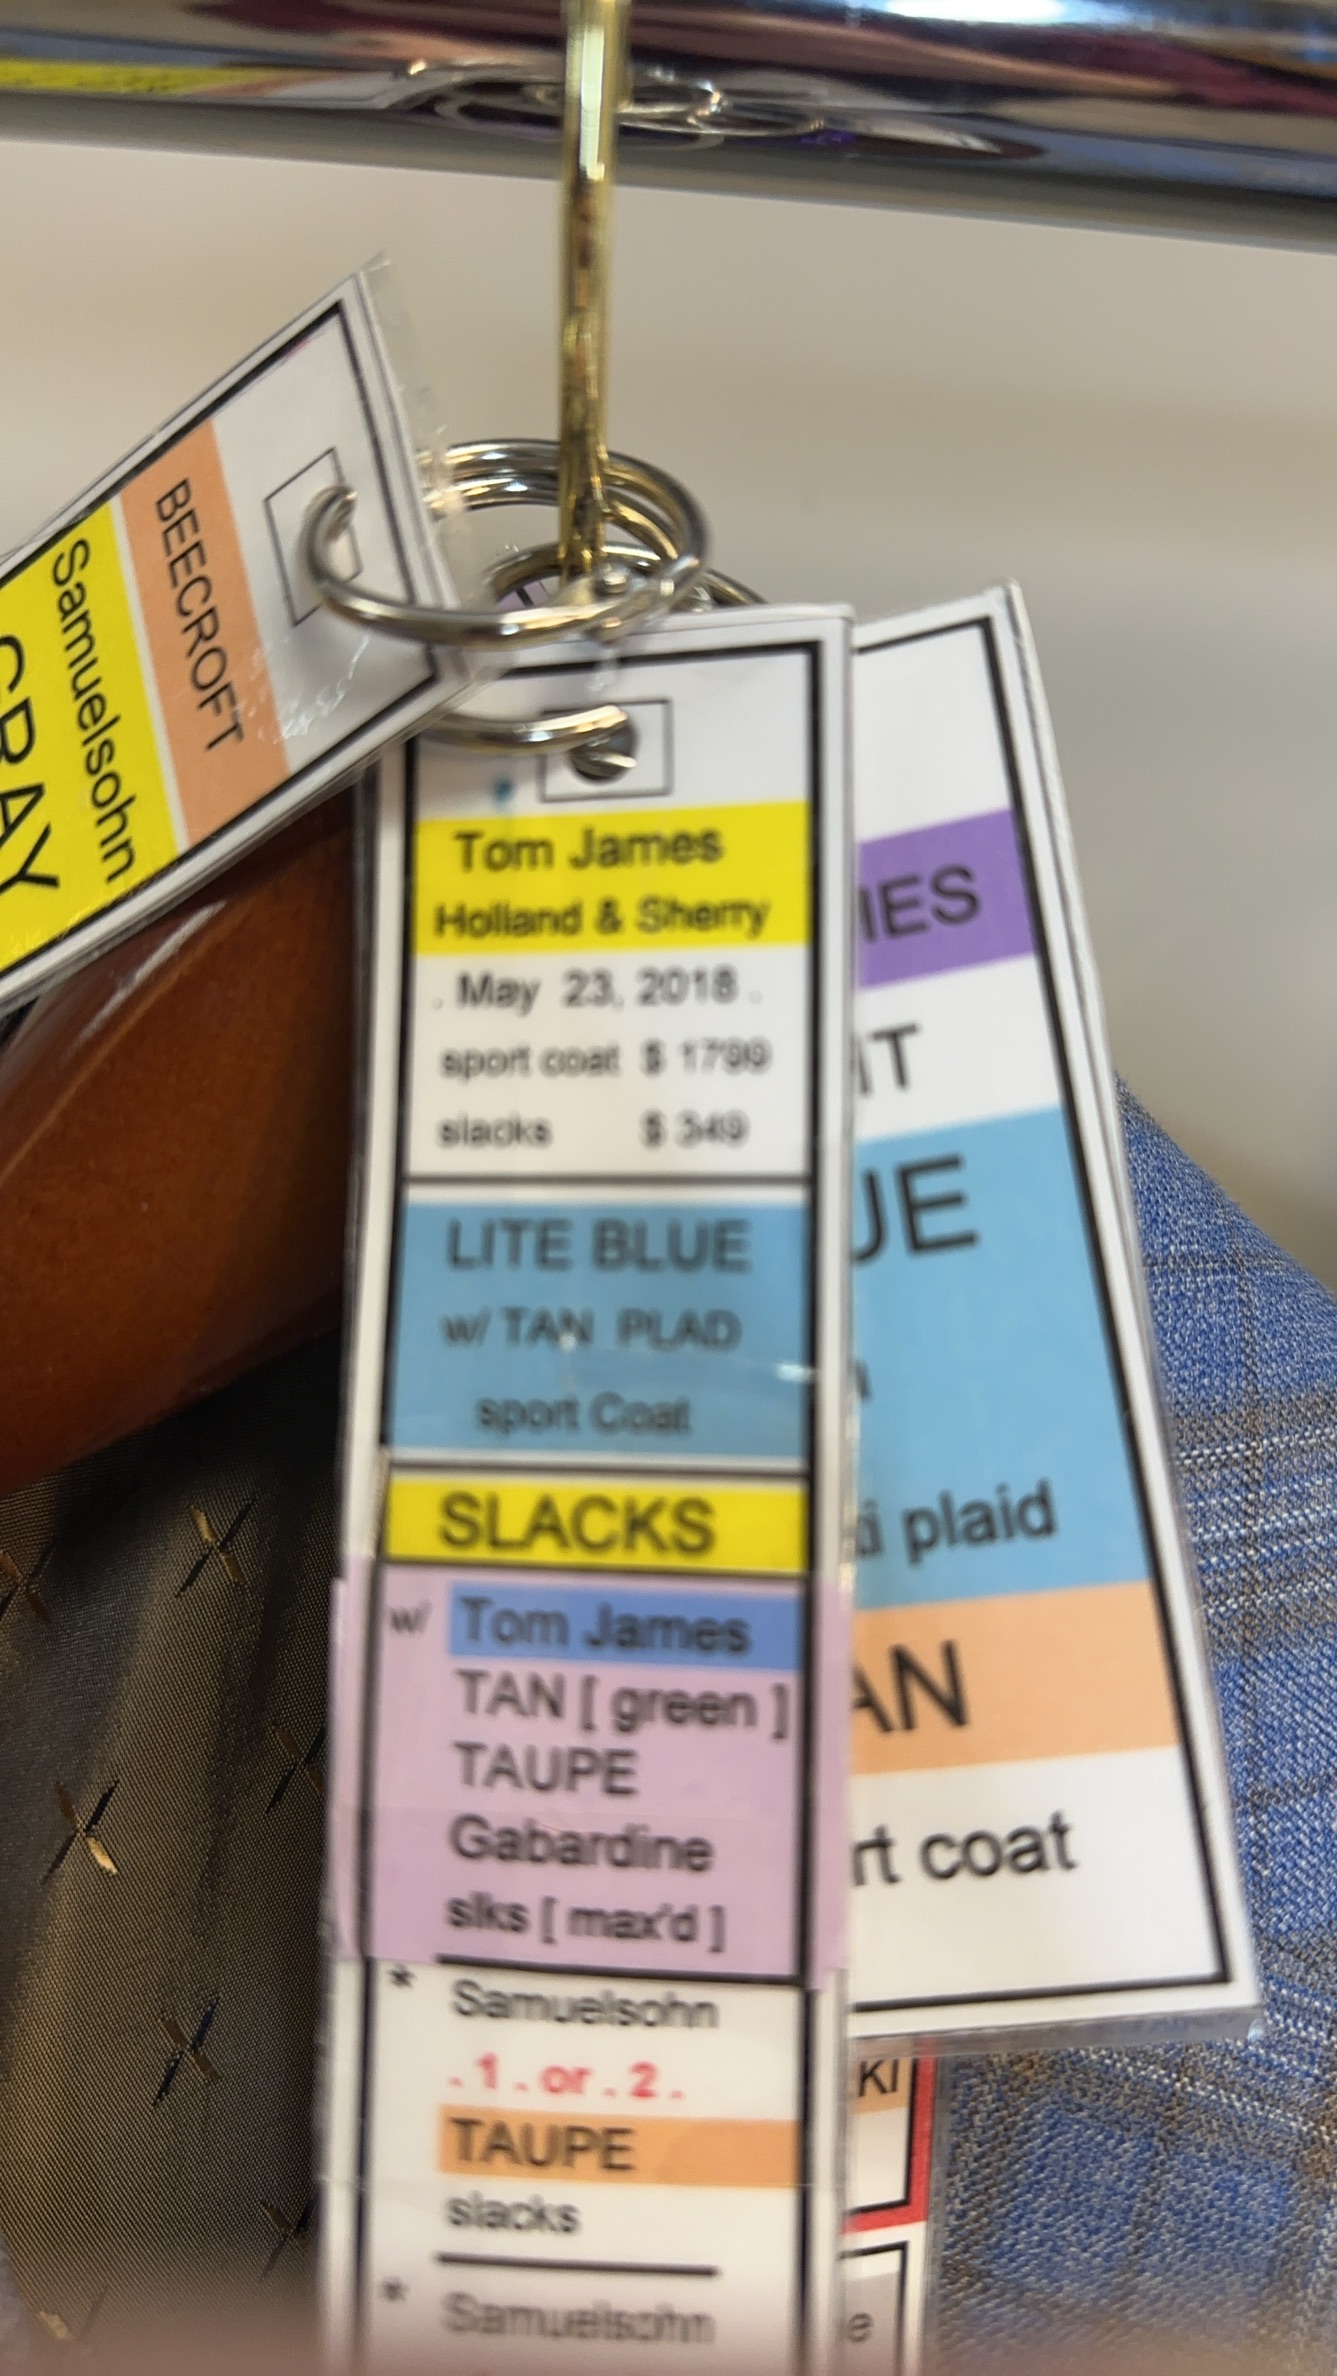 BEECROFT
Samuelsohn
GRAY
Tom James
Holland & Sherry
. May 23, 2018 .
sport coat $ 1799
slacks $ 349
LITE BLUE
w/ TAN PLAD
sport Coat
SLACKS
w/ Tom James
TAN [ green ]
TAUPE
Gabardine
slks [ max'd ]
* Samuelsohn
. 1 . or . 2 .
TAUPE
slacks
* Samuelsohn
IES
IT
UE
plaid
AN
rt coat
KI
e